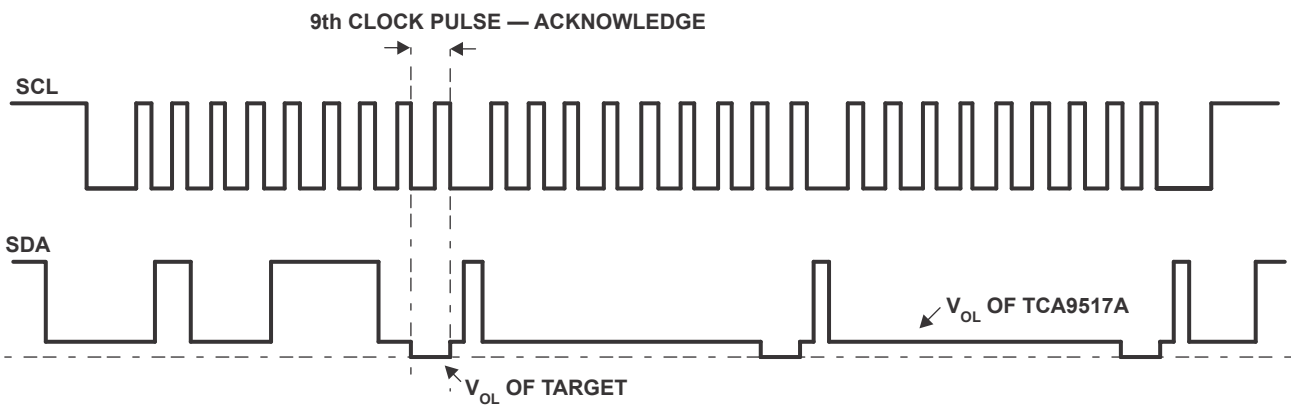 9th CLOCK PULSE — ACKNOWLEDGE
SCL
SDA
VOL OF TCA9517A
VOL OF TARGET